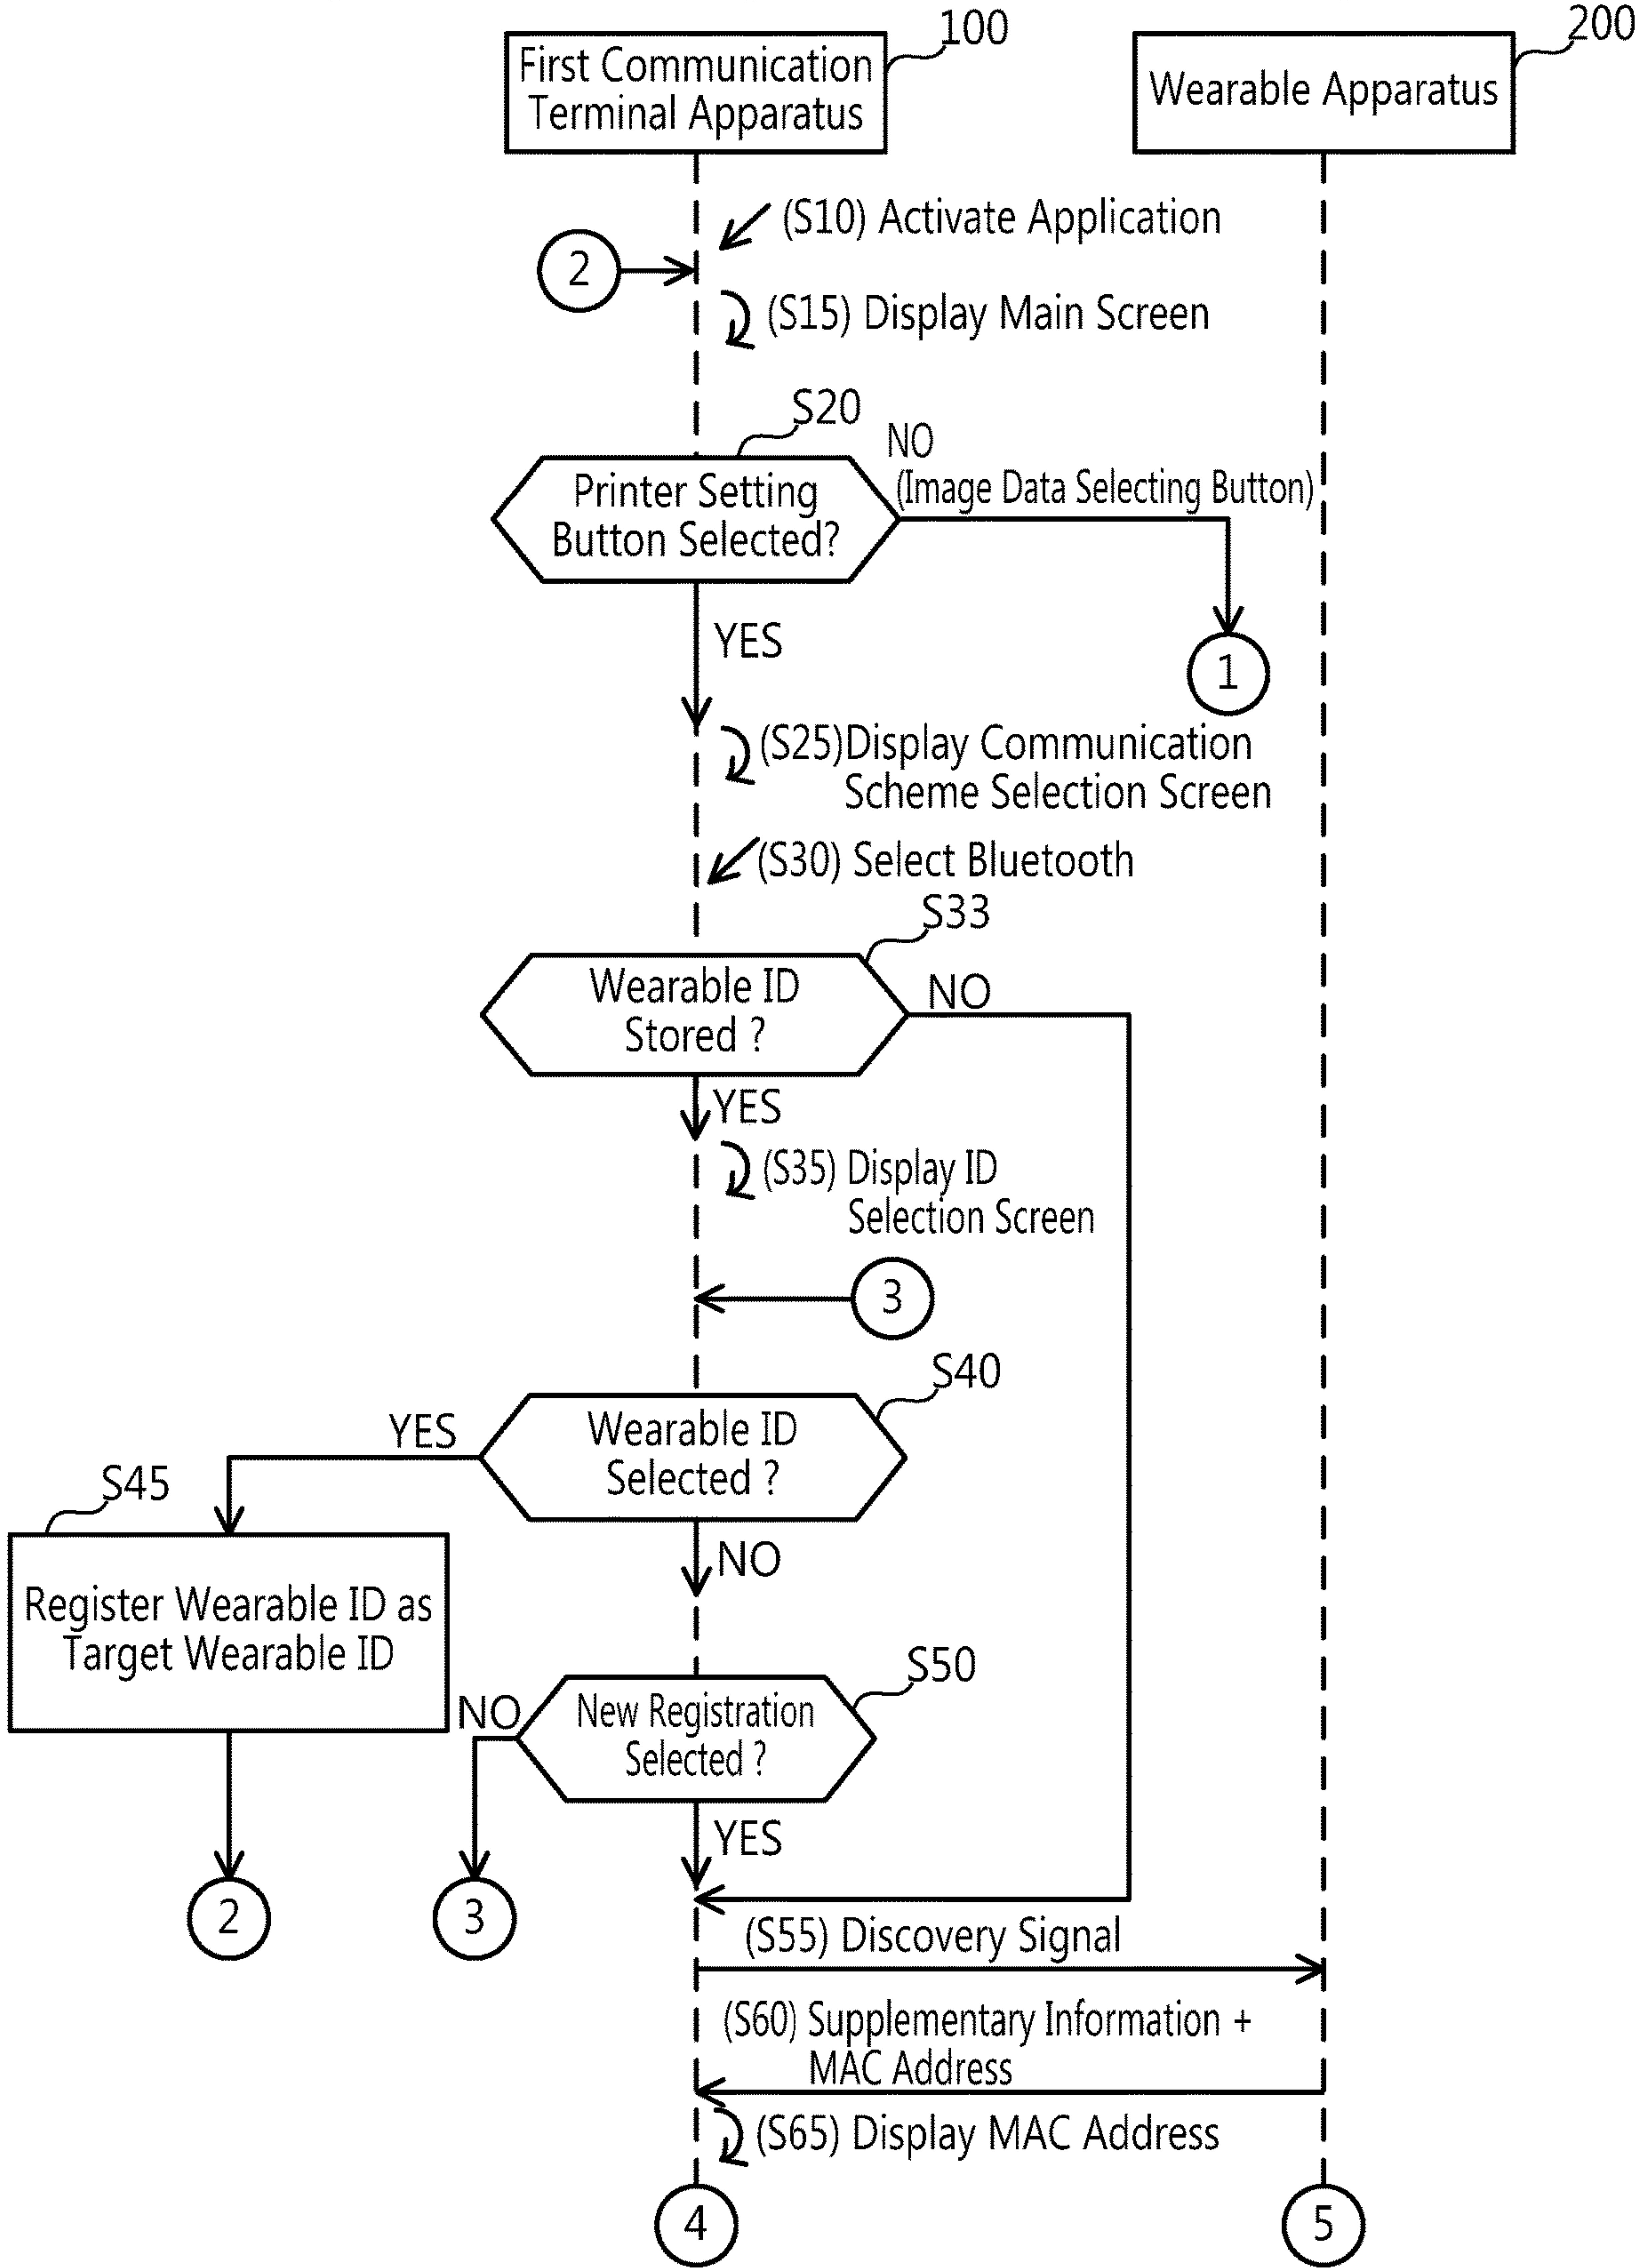 100
200
First Communication
Terminal Apparatus
Wearable Apparatus
(S10) Activate Application
2
(S15) Display Main Screen
S20
NO
(Image Data Selecting Button)
Printer Setting
Button Selected?
YES
1
(S25)Display Communication
Scheme Selection Screen
(S30) Select Bluetooth
S33
Wearable ID
Stored ?
NO
YES
(S35) Display ID
Selection Screen
3
S40
YES
Wearable ID
Selected ?
S45
NO
Register Wearable ID as
Target Wearable ID
S50
NO
New Registration
Selected ?
YES
2
3
(S55) Discovery Signal
(S60) Supplementary Information +
MAC Address
(S65) Display MAC Address
4
5